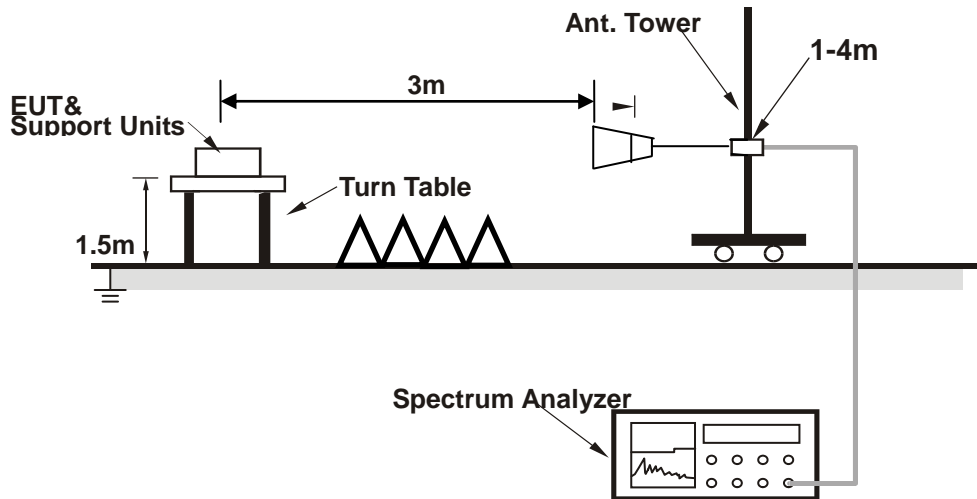 Ant. Tower
1-4m
3m
EUT&
Support Units
Turn Table
1.5m
Spectrum Analyzer